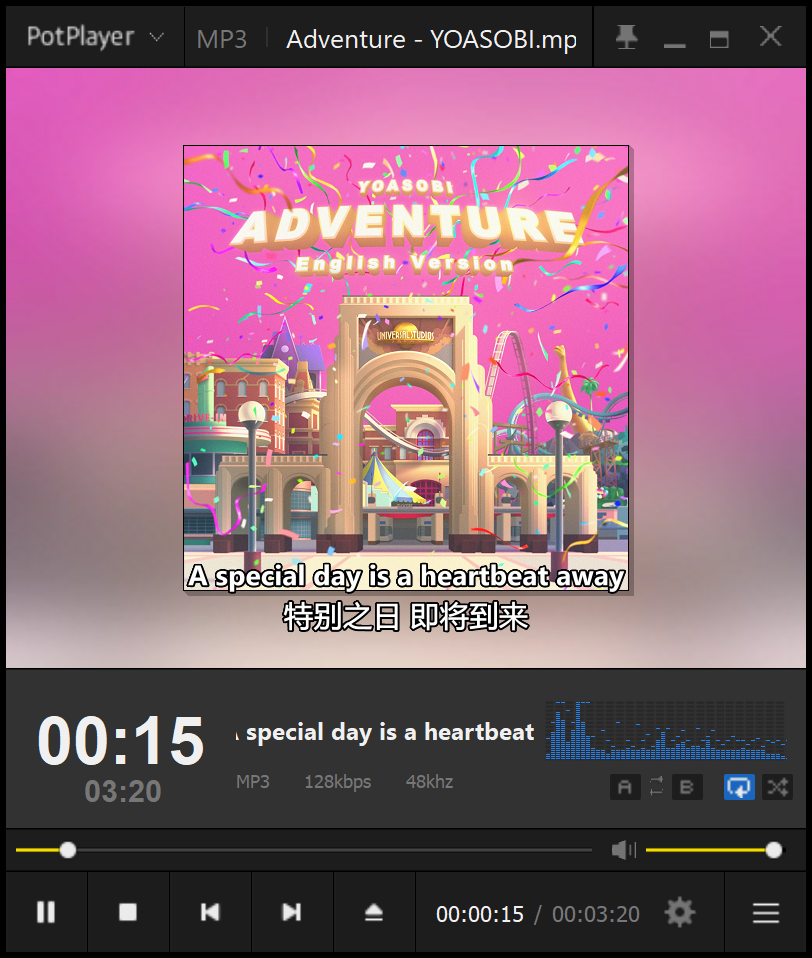 PotPlayer
MP3
Adventure - YOASOBI.mp
YOASOBI
ADVENTURE
English Version
UNIVERSAL STUDIOS
DRIVE-IN
A special day is a heartbeat away
特别之日 即将到来
00:15
special day is a heartbeat
03:20
MP3 128kbps 48khz
A B
00:00:15 / 00:03:20